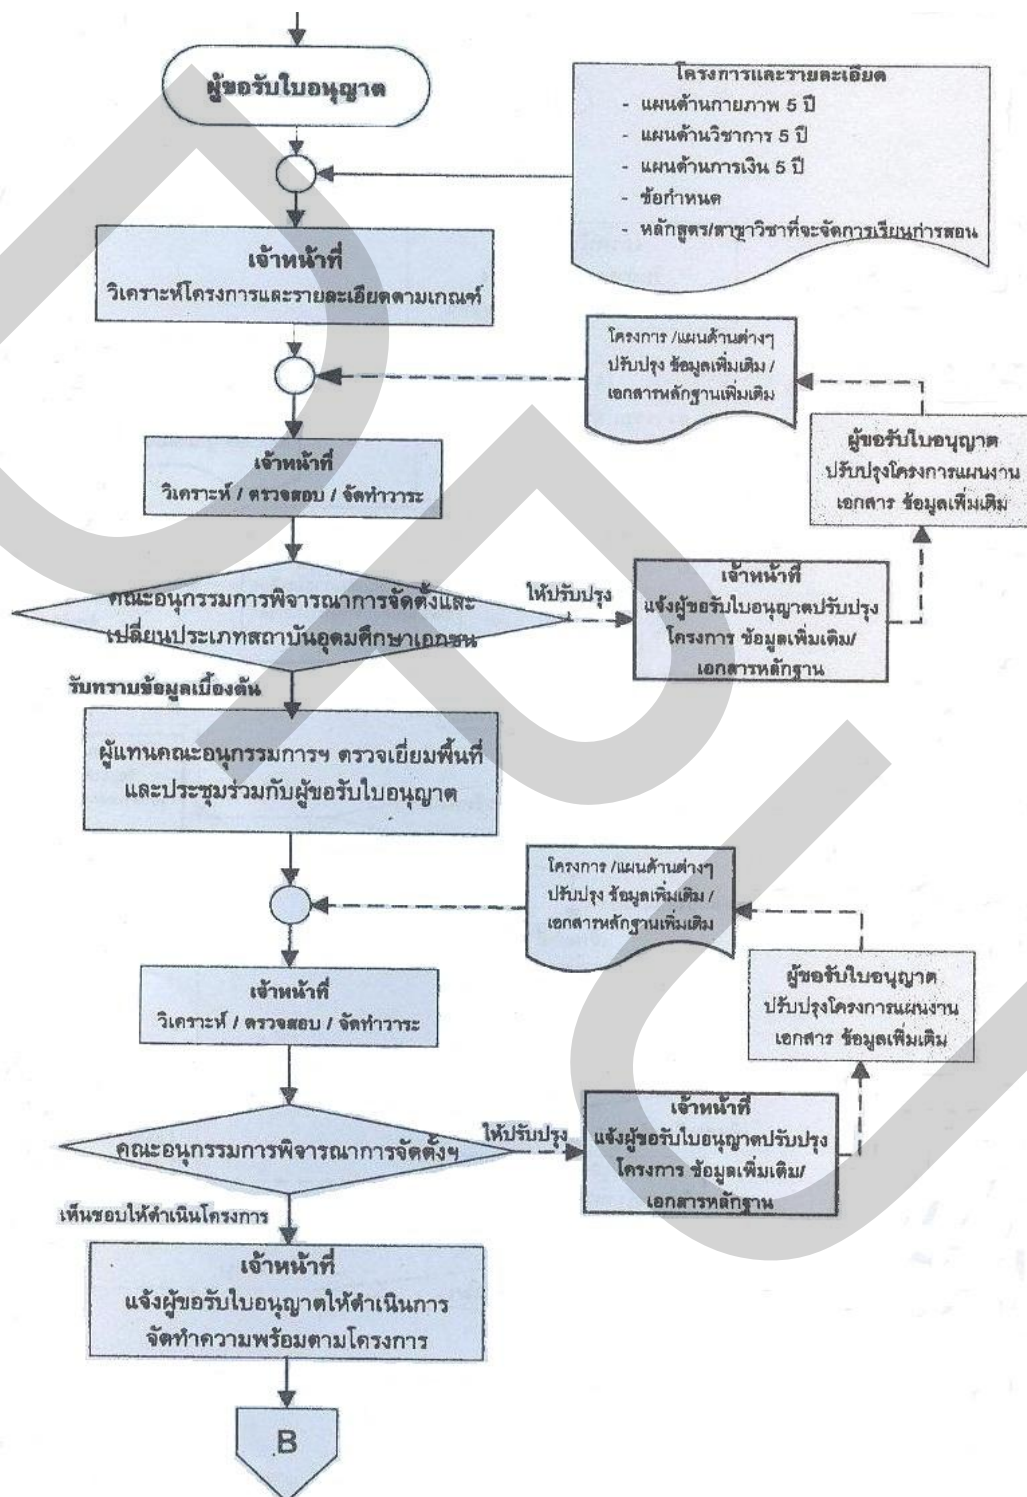 ผู้ขอรับใบอนุญาต
โครงการและรายละเอียด
- แผนด้านกายภาพ 5 ปี
- แผนด้านวิชาการ 5 ปี
- แผนด้านการเงิน 5 ปี
- ข้อกำหนด
- หลักสูตร/สาขาวิชาที่จะจัดการเรียนการสอน
เจ้าหน้าที่
วิเคราะห์โครงการและรายละเอียดตามเกณฑ์
โครงการ /แผนด้านต่างๆ
ปรับปรุง ข้อมูลเพิ่มเติม /
เอกสารหลักฐานเพิ่มเติม
ผู้ขอรับใบอนุญาต
ปรับปรุงโครงการแผนงาน
เอกสาร ข้อมูลเพิ่มเติม
เจ้าหน้าที่
วิเคราะห์ / ตรวจสอบ / จัดทำวาระ
คณะอนุกรรมการพิจารณาการจัดตั้งและ
เปลี่ยนประเภทสถาบันอุดมศึกษาเอกชน
ให้ปรับปรุง
เจ้าหน้าที่
แจ้งผู้ขอรับใบอนุญาตปรับปรุง
โครงการ ข้อมูลเพิ่มเติม/
เอกสารหลักฐาน
รับทราบข้อมูลเบื้องต้น
ผู้แทนคณะอนุกรรมการฯ ตรวจเยี่ยมพื้นที่
และประชุมร่วมกับผู้ขอรับใบอนุญาต
โครงการ /แผนด้านต่างๆ
ปรับปรุง ข้อมูลเพิ่มเติม /
เอกสารหลักฐานเพิ่มเติม
ผู้ขอรับใบอนุญาต
ปรับปรุงโครงการแผนงาน
เอกสาร ข้อมูลเพิ่มเติม
เจ้าหน้าที่
วิเคราะห์ / ตรวจสอบ / จัดทำวาระ
คณะอนุกรรมการพิจารณาการจัดตั้งฯ
ให้ปรับปรุง
เจ้าหน้าที่
แจ้งผู้ขอรับใบอนุญาตปรับปรุง
โครงการ ข้อมูลเพิ่มเติม/
เอกสารหลักฐาน
เห็นชอบให้ดำเนินโครงการ
เจ้าหน้าที่
แจ้งผู้ขอรับใบอนุญาตให้ดำเนินการ
จัดทำความพร้อมตามโครงการ
B
DPU